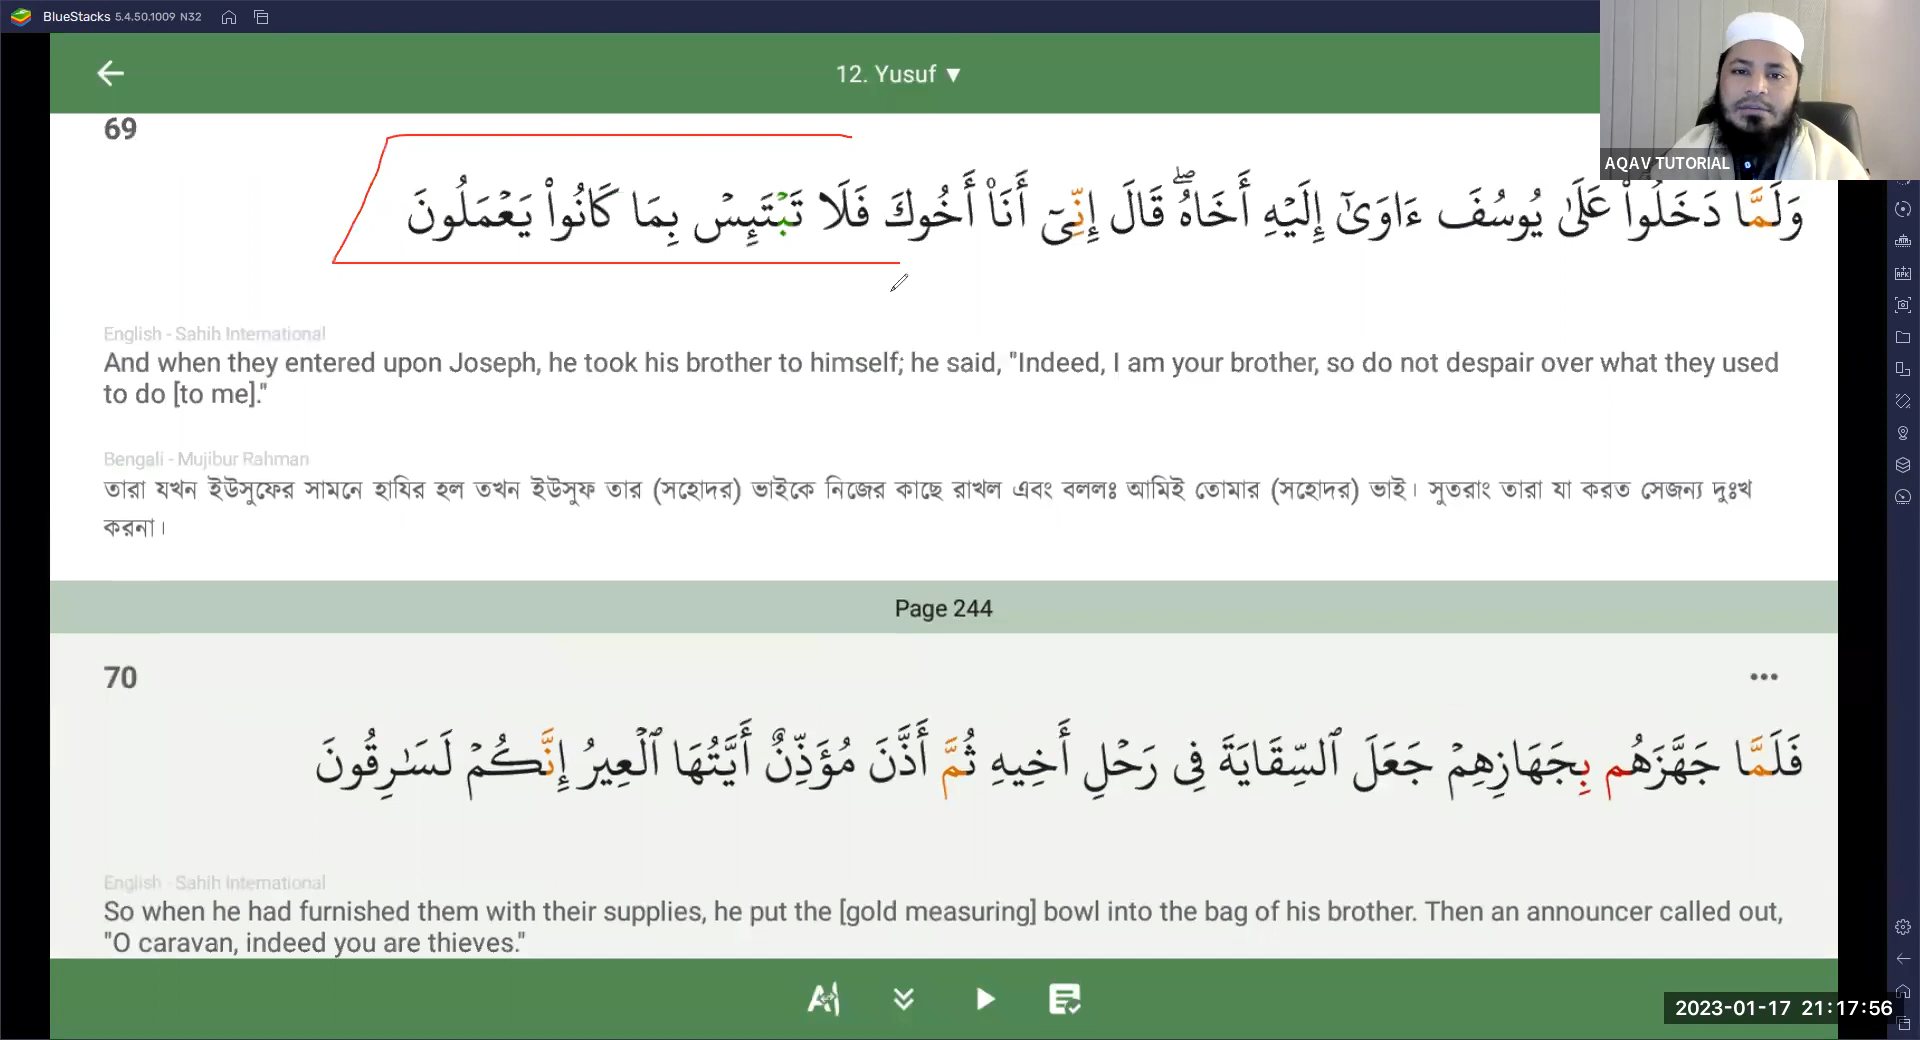 BlueStacks 5.4.50.1009 N32
12. Yusuf ▼
AQAV TUTORIAL
69
وَلَمَّا دَخَلُوا۟ عَلَىٰ يُوسُفَ ءَاوَىٰٓ إِلَيْهِ أَخَاهُ ۖ قَالَ إِنِّىٓ أَنَا۠ أَخُوكَ فَلَا تَبْتَئِسْ بِمَا كَانُوا۟ يَعْمَلُونَ
English - Sahih International
And when they entered upon Joseph, he took his brother to himself; he said, "Indeed, I am your brother, so do not despair over what they used
to do [to me]."
Bengali - Mujibur Rahman
তারা যখন ইউসুফের সামনে হাযির হল তখন ইউসুফ তার (সহোদর) ভাইকে নিজের কাছে রাখল এবং বললঃ আমিই তোমার (সহোদর) ভাই। সুতরাং তারা যা করত সেজন্য দুঃখ
করনা।
Page 244
70
فَلَمَّا جَهَّزَهُم بِجَهَازِهِمْ جَعَلَ ٱلسِّقَايَةَ فِى رَحْلِ أَخِيهِ ثُمَّ أَذَّنَ مُؤَذِّنٌ أَيَّتُهَا ٱلْعِيرُ إِنَّكُمْ لَسَـٰرِقُونَ
English - Sahih International
So when he had furnished them with their supplies, he put the [gold measuring] bowl into the bag of his brother. Then an announcer called out,
"O caravan, indeed you are thieves."
2023-01-17 21:17:56